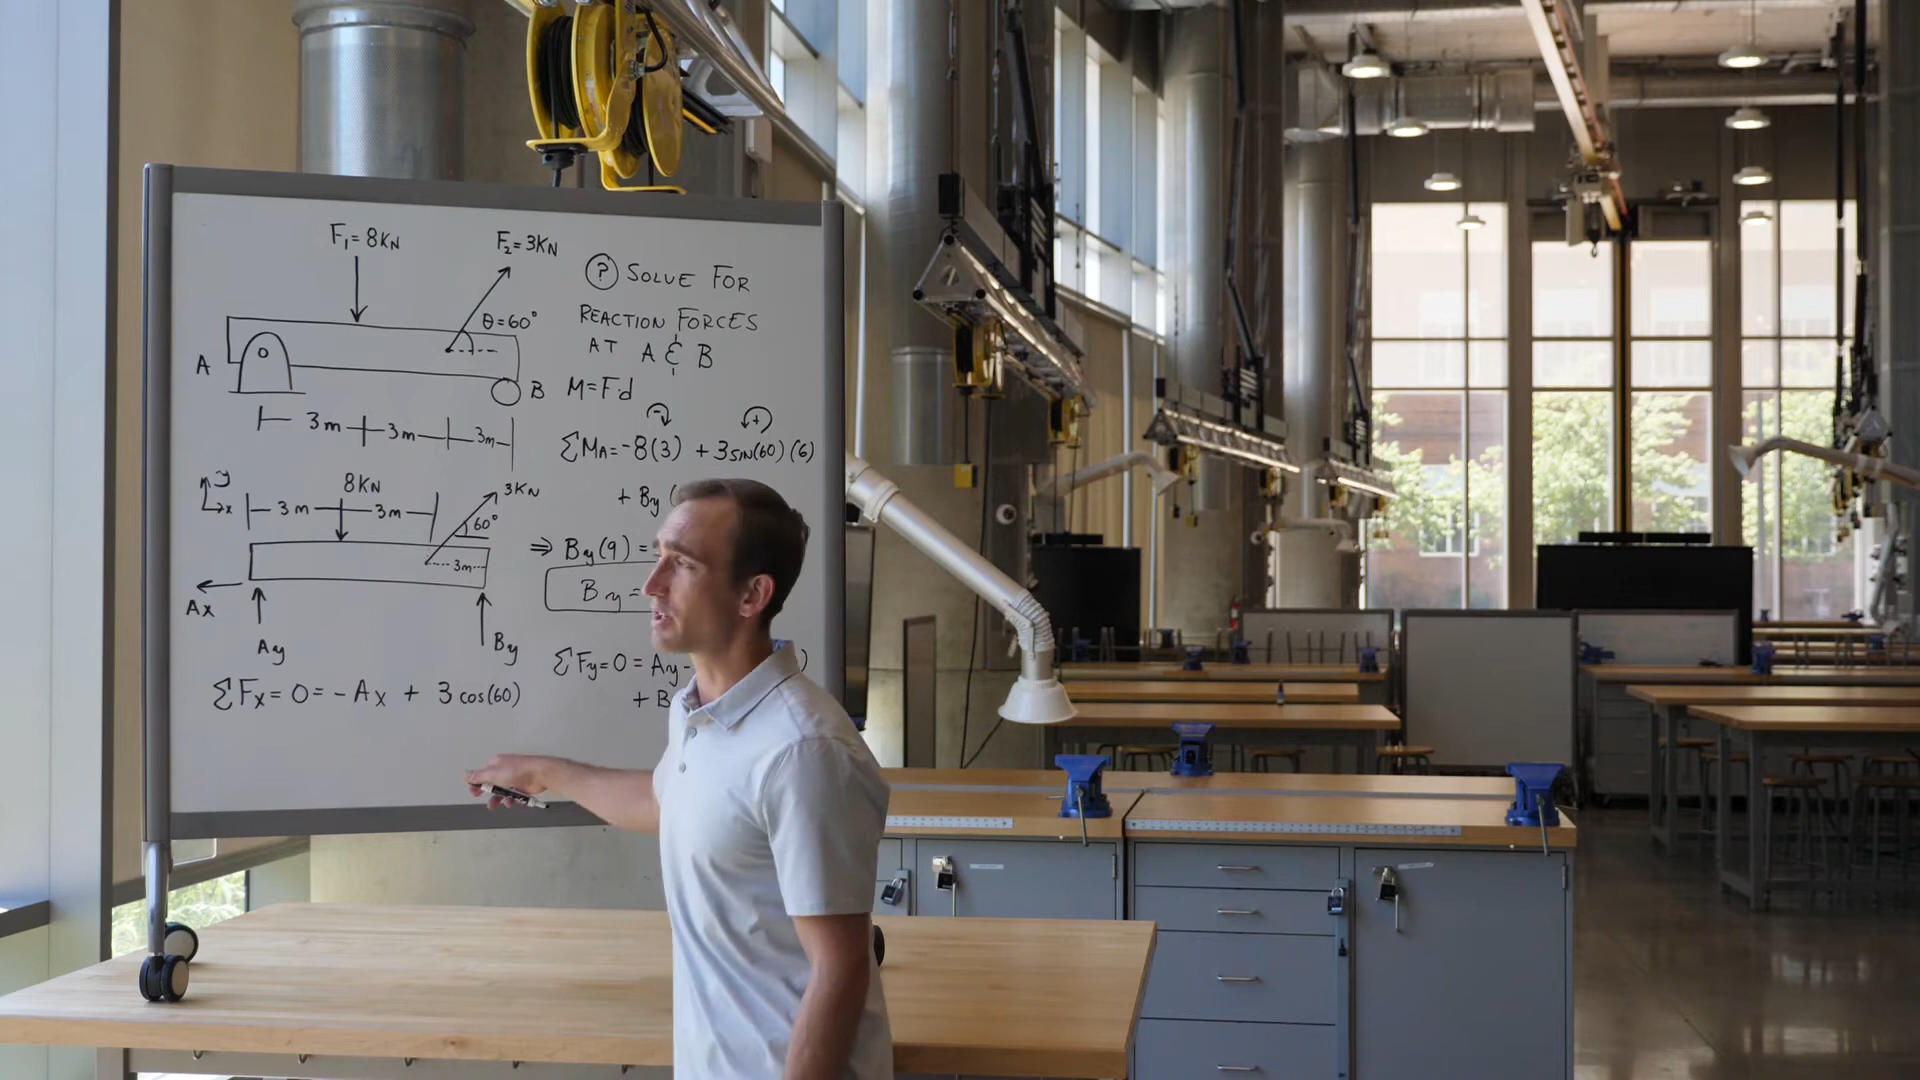 F₁=8KN
F₂=3KN
θ=60°
A
B
3m 3m 3m
? SOLVE FOR
REACTION FORCES
AT A & B
M=F·d
(-) (+)
ΣMA=-8(3) +3SIN(60)(6)
+ By (
⇒ By(9) =
By =
ΣFy=0 = Ay- )
+ B
y
x
3m 8KN 3m
3KN
60°
3m
Ax
Ay
By
ΣFx=0=-Ax + 3cos(60)